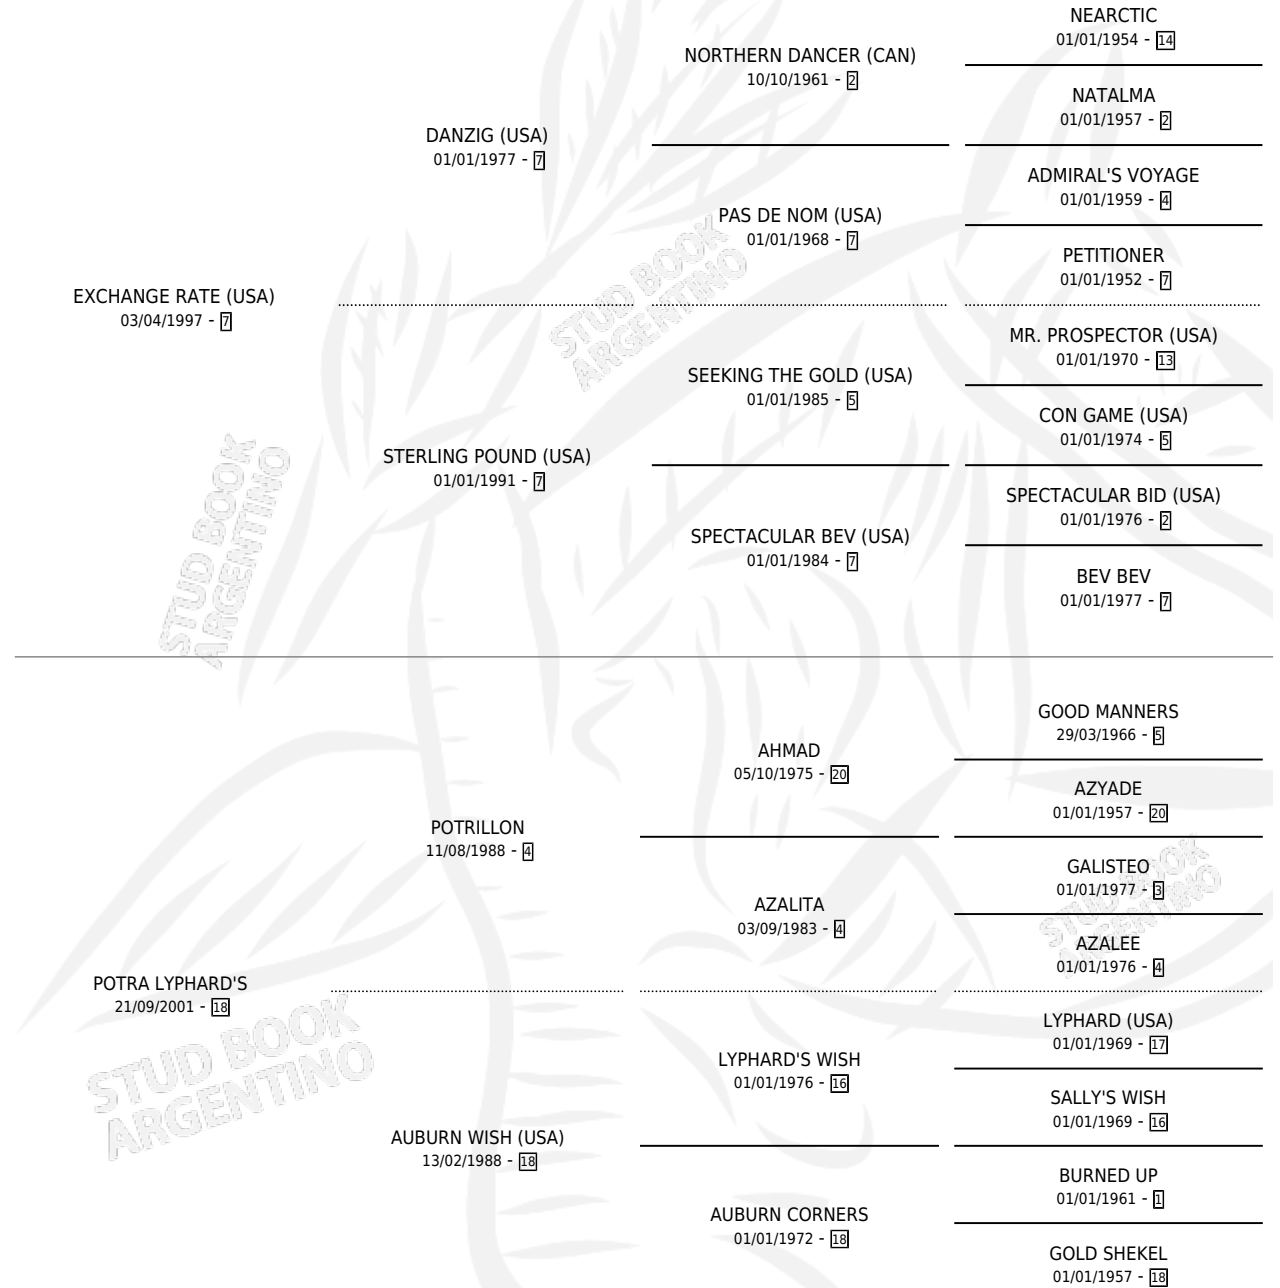 NEARCTIC
01/01/1954 - 14
NORTHERN DANCER (CAN)
10/10/1961 - 2
NATALMA
01/01/1957 - 2
DANZIG (USA)
01/01/1977 - 7
ADMIRAL'S VOYAGE
01/01/1959 - 4
PAS DE NOM (USA)
01/01/1968 - 7
PETITIONER
01/01/1952 - 7
EXCHANGE RATE (USA)
03/04/1997 - 7
STUD BOOK
ARGENTINO
MR. PROSPECTOR (USA)
01/01/1970 - 13
SEEKING THE GOLD (USA)
01/01/1985 - 5
CON GAME (USA)
01/01/1974 - 5
STERLING POUND (USA)
01/01/1991 - 7
SPECTACULAR BID (USA)
01/01/1976 - 2
SPECTACULAR BEV (USA)
01/01/1984 - 7
BEV BEV
01/01/1977 - 7
STUD BOOK
ARGENTINO
GOOD MANNERS
29/03/1966 - 5
AHMAD
05/10/1975 - 20
AZYADE
01/01/1957 - 20
POTRILLON
11/08/1988 - 4
GALISTEO
01/01/1977 - 3
AZALITA
03/09/1983 - 4
AZALEE
01/01/1976 - 4
STUD BOOK
ARGENTINO
POTRA LYPHARD'S
21/09/2001 - 18
STUD BOOK
ARGENTINO
LYPHARD (USA)
01/01/1969 - 17
LYPHARD'S WISH
01/01/1976 - 16
SALLY'S WISH
01/01/1969 - 16
AUBURN WISH (USA)
13/02/1988 - 18
BURNED UP
01/01/1961 - 1
AUBURN CORNERS
01/01/1972 - 18
GOLD SHEKEL
01/01/1957 - 18